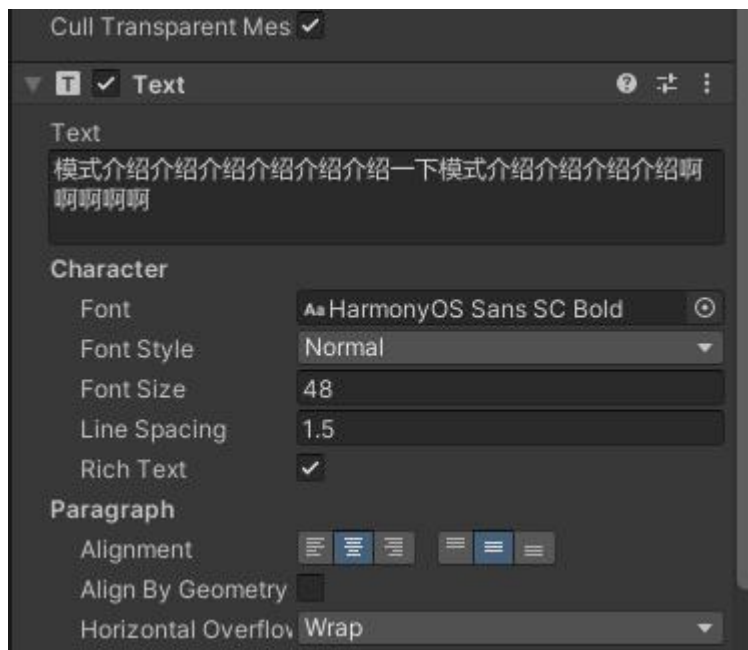 Cull Transparent Mes
Text
Text
模式介绍介绍介绍介绍介绍介绍一下模式介绍介绍介绍介绍啊
啊啊啊啊
Character
Font Aa HarmonyOS Sans SC Bold
Font Style Normal
Font Size 48
Line Spacing 1.5
Rich Text
Paragraph
Alignment
Align By Geometry
Horizontal Overflov Wrap